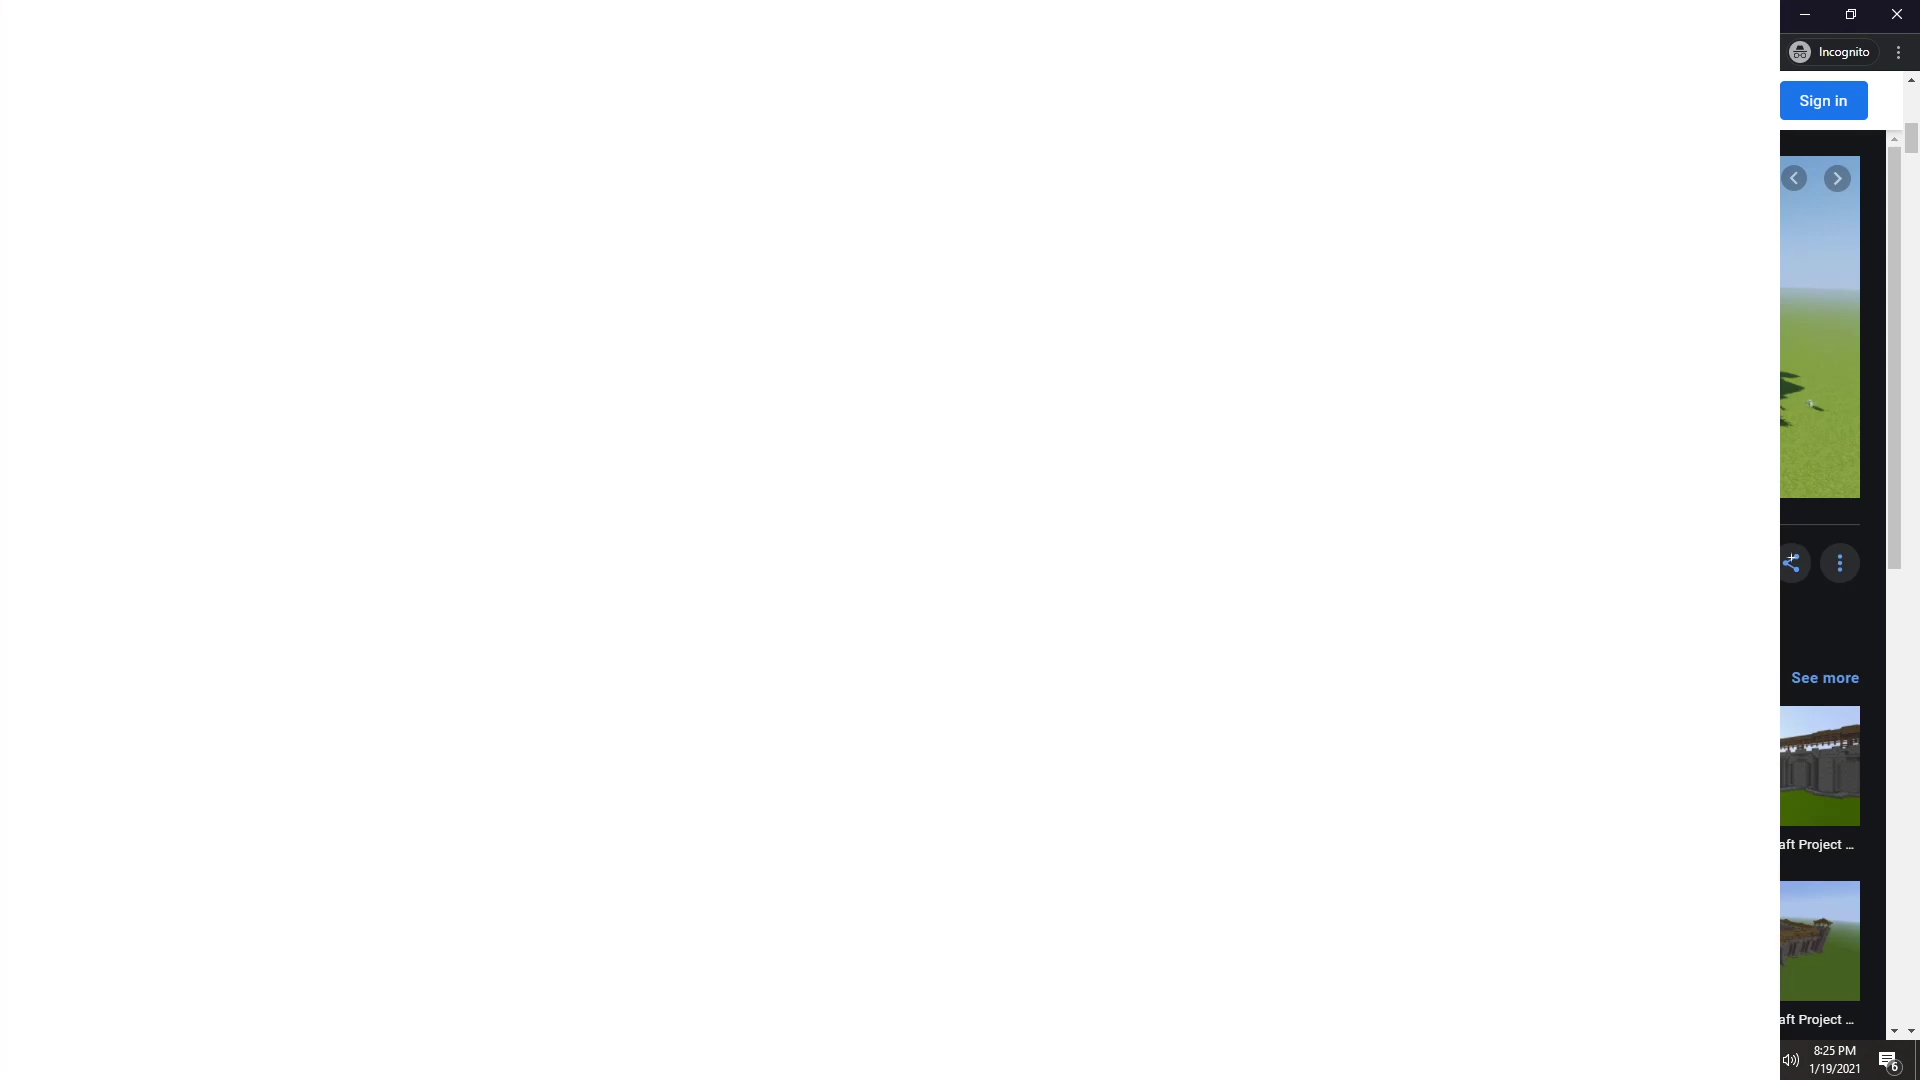 Incognito
Sign in
See more
aft Project ...
aft Project ...
8:25 PM
1/19/2021
6